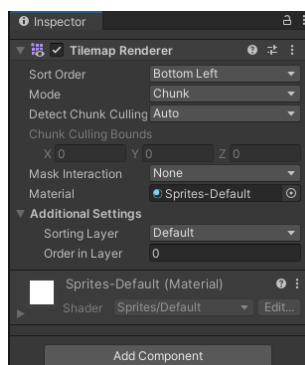 Inspector
Tilemap Renderer
Sort Order Bottom Left
Mode Chunk
Detect Chunk Culling Auto
Chunk Culling Bounds
X 0 Y 0 Z 0
Mask Interaction None
Material Sprites-Default
Additional Settings
Sorting Layer Default
Order in Layer 0
Sprites-Default (Material)
Shader Sprites/Default Edit...
Add Component